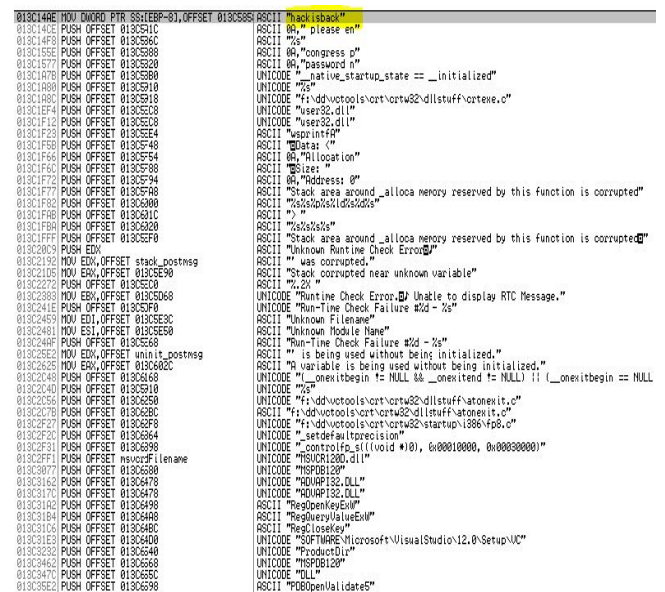 013C14AE MOV DWORD PTR SS:[EBP-8],OFFSET 013C585 ASCII "hackisback"
013C14CE PUSH OFFSET 013C5A1C ASCII 0A," please en"
013C14F8 PUSH OFFSET 013C536C ASCII "%s"
013C155E PUSH OFFSET 013C5388 ASCII 0A,"congress p"
013C1577 PUSH OFFSET 013C5320 ASCII 0A,"password n"
013C1A7B PUSH OFFSET 013C53B0 UNICODE "__native_startup_state == __initialized"
013C1A80 PUSH OFFSET 013C5910 UNICODE "%s"
013C1A8C PUSH OFFSET 013C5918 UNICODE "f:\dd\vctools\crt\crtw32\dllstuff\crtexe.c"
013C1EF4 PUSH OFFSET 013C5EC8 UNICODE "user32.dll"
013C1F12 PUSH OFFSET 013C5EC8 UNICODE "user32.dll"
013C1F23 PUSH OFFSET 013C5EE4 ASCII "wsprintfA"
013C1F5B PUSH OFFSET 013C5F48 ASCII "Data: <"
013C1F66 PUSH OFFSET 013C5F54 ASCII 0A,"Allocation"
013C1F6C PUSH OFFSET 013C5F88 ASCII "Size: "
013C1F72 PUSH OFFSET 013C5F94 ASCII 0A,"Address: 0"
013C1F77 PUSH OFFSET 013C5FA8 ASCII "Stack area around _alloca memory reserved by this function is corrupted"
013C1F82 PUSH OFFSET 013C6000 ASCII "%s%s%p%s%ld%s%d%s"
013C1FAB PUSH OFFSET 013C601C ASCII "> "
013C1FBA PUSH OFFSET 013C6020 ASCII "%s%s%s%s"
013C1FFF PUSH OFFSET 013C5EF0 ASCII "Stack area around _alloca memory reserved by this function is corrupted"
013C20C9 PUSH EDX ASCII "Unknown Runtime Check Error"
013C2192 MOV EDX,OFFSET stack_postmsg ASCII "' was corrupted."
013C21D5 MOV EAX,OFFSET 013C5E90 ASCII "Stack corrupted near unknown variable"
013C2272 PUSH OFFSET 013C5EC0 ASCII "%.2X "
013C2383 MOV EBX,OFFSET 013C5D68 UNICODE "Runtime Check Error. Unable to display RTC Message."
013C241E PUSH OFFSET 013C5DF0 UNICODE "Run-Time Check Failure #%d - %s"
013C2459 MOV EDI,OFFSET 013C5E3C ASCII "Unknown Filename"
013C2481 MOV ESI,OFFSET 013C5E50 ASCII "Unknown Module Name"
013C24AF PUSH OFFSET 013C5E68 ASCII "Run-Time Check Failure #%d - %s"
013C25E2 MOV EDX,OFFSET uninit_postmsg ASCII "' is being used without being initialized."
013C2625 MOV EAX,OFFSET 013C602C ASCII "A variable is being used without being initialized."
013C2C48 PUSH OFFSET 013C6168 UNICODE "(__onexitbegin != NULL && __onexitend != NULL) || (__onexitbegin == NULL
013C2C4D PUSH OFFSET 013C5910 UNICODE "%s"
013C2C56 PUSH OFFSET 013C6250 UNICODE "f:\dd\vctools\crt\crtw32\dllstuff\atonexit.c"
013C2C7B PUSH OFFSET 013C62BC ASCII "f:\dd\vctools\crt\crtw32\dllstuff\atonexit.c"
013C2F27 PUSH OFFSET 013C62F8 UNICODE "f:\dd\vctools\crt\crtw32\startup\i386\fp8.c"
013C2F2C PUSH OFFSET 013C6364 UNICODE "_setdefaultprecision"
013C2F31 PUSH OFFSET 013C6398 UNICODE "_controlfp_s(((void *)0), 0x00010000, 0x00030000)"
013C2FF1 PUSH OFFSET msvcrdFilename UNICODE "MSVCR120D.dll"
013C3077 PUSH OFFSET 013C6580 UNICODE "MSPDB120"
013C3162 PUSH OFFSET 013C6478 UNICODE "ADVAPI32.DLL"
013C317C PUSH OFFSET 013C6478 UNICODE "ADVAPI32.DLL"
013C31A2 PUSH OFFSET 013C6498 ASCII "RegOpenKeyExW"
013C31B4 PUSH OFFSET 013C64A8 ASCII "RegQueryValueExW"
013C31C6 PUSH OFFSET 013C64BC ASCII "RegCloseKey"
013C31E3 PUSH OFFSET 013C64D0 UNICODE "SOFTWARE\Microsoft\VisualStudio\12.0\Setup\VC"
013C3232 PUSH OFFSET 013C6540 UNICODE "ProductDir"
013C3462 PUSH OFFSET 013C6568 UNICODE "MSPDB120"
013C347C PUSH OFFSET 013C655C UNICODE "DLL"
013C35E2 PUSH OFFSET 013C6598 ASCII "PDBOpenValidate5"